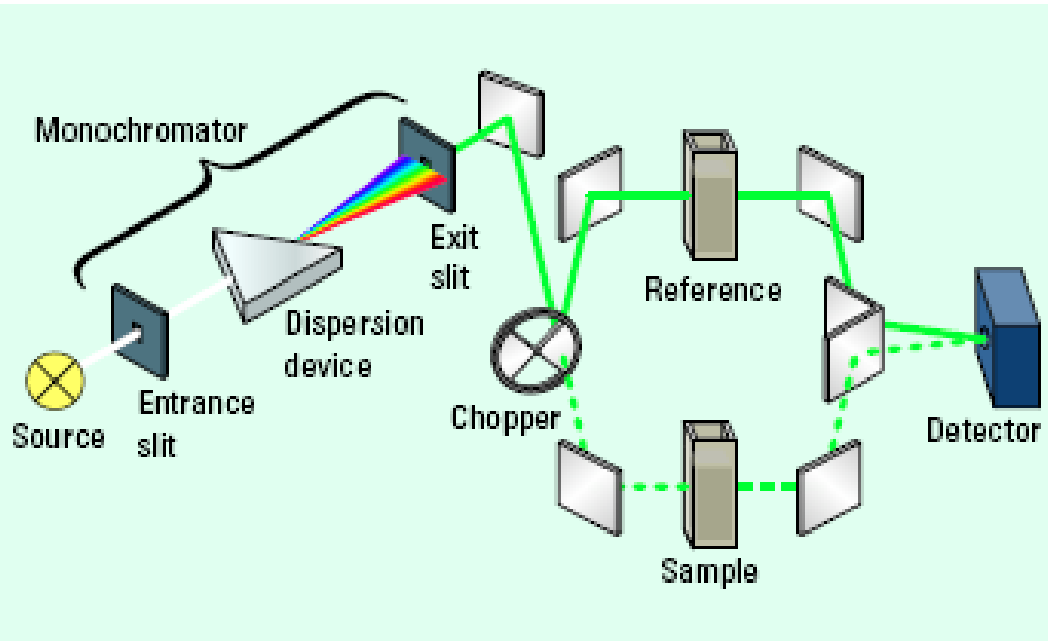 Monochromator
Exit
slit
Reference
Dispersion
device
Entrance
slit
Source
Chopper
Detector
Sample